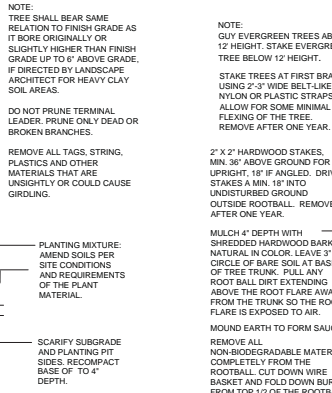 NOTE:
TREE SHALL BEAR SAME
RELATION TO FINISH GRADE AS
IT BORE ORIGINALLY OR
SLIGHTLY HIGHER THAN FINISH
GRADE UP TO 6" ABOVE GRADE,
IF DIRECTED BY LANDSCAPE
ARCHITECT FOR HEAVY CLAY
SOIL AREAS.
DO NOT PRUNE TERMINAL
LEADER. PRUNE ONLY DEAD OR
BROKEN BRANCHES.
REMOVE ALL TAGS, STRING,
PLASTICS AND OTHER
MATERIALS THAT ARE
UNSIGHTLY OR COULD CAUSE
GIRDLING.
PLANTING MIXTURE:
AMEND SOILS PER
SITE CONDITIONS
AND REQUIREMENTS
OF THE PLANT
MATERIAL.
SCARIFY SUBGRADE
AND PLANTING PIT
SIDES. RECOMPACT
BASE OF TO 4"
DEPTH.
NOTE:
GUY EVERGREEN TREES AB
12' HEIGHT. STAKE EVERGRE
TREE BELOW 12' HEIGHT.
STAKE TREES AT FIRST BRA
USING 2"-3" WIDE BELT-LIKE
NYLON OR PLASTIC STRAPS
ALLOW FOR SOME MINIMAL
FLEXING OF THE TREE.
REMOVE AFTER ONE YEAR.
2" X 2" HARDWOOD STAKES,
MIN. 36" ABOVE GROUND FOR
UPRIGHT, 18" IF ANGLED. DRI
STAKES A MIN. 18" INTO
UNDISTURBED GROUND
OUTSIDE ROOTBALL. REMOVE
AFTER ONE YEAR.
MULCH 4" DEPTH WITH
SHREDDED HARDWOOD BARK
NATURAL IN COLOR. LEAVE 3"
CIRCLE OF BARE SOIL AT BAS
OF TREE TRUNK. PULL ANY
ROOT BALL DIRT EXTENDING
ABOVE THE ROOT FLARE AWA
FROM THE TRUNK SO THE ROO
FLARE IS EXPOSED TO AIR.
MOUND EARTH TO FORM SAU
REMOVE ALL
NON-BIODEGRADABLE MATER
COMPLETELY FROM THE
ROOTBALL. CUT DOWN WIRE
BASKET AND FOLD DOWN BUR
FROM TOP 1/2 OF THE ROOTB